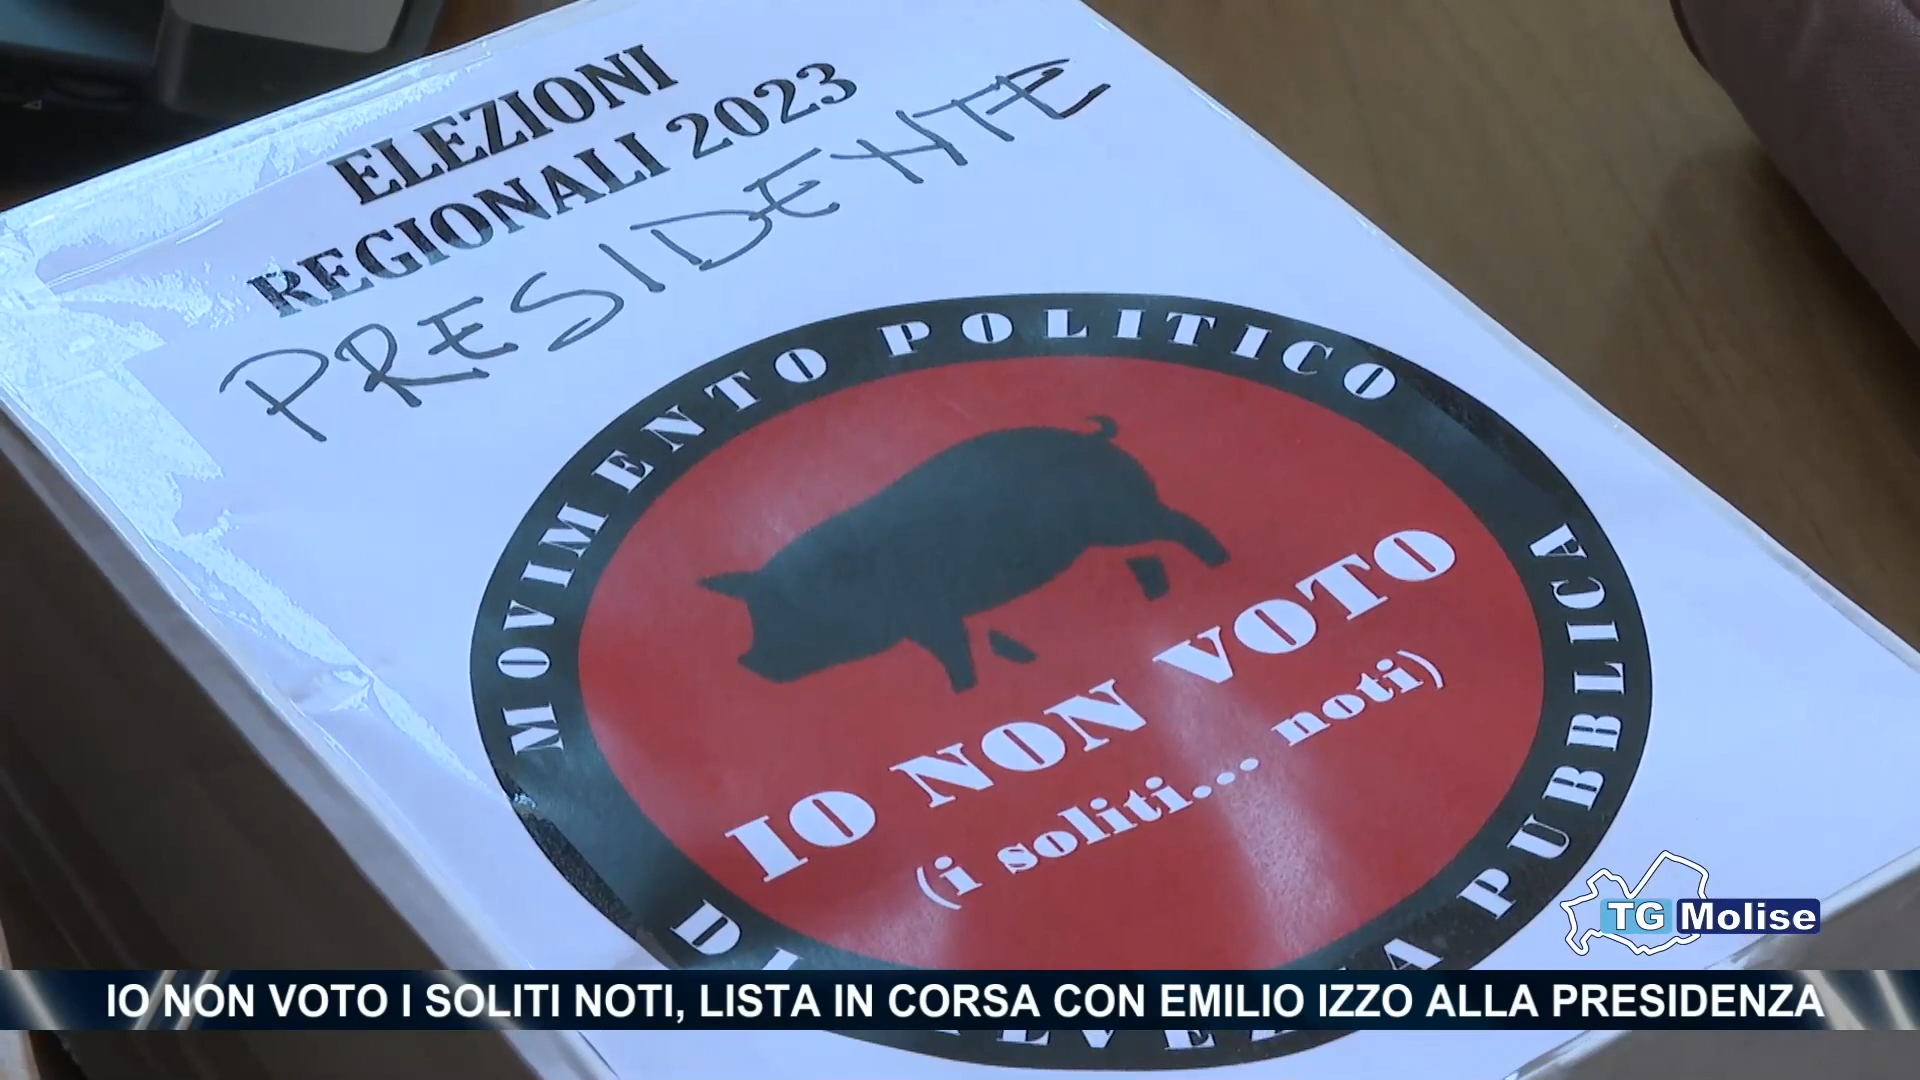 ELEZIONI
REGIONALI 2023
PRESIDENTE
MOVIMENTO POLITICO
PUBBLICA
IO NON VOTO
(i soliti... noti)
TG Molise
IO NON VOTO I SOLITI NOTI, LISTA IN CORSA CON EMILIO IZZO ALLA PRESIDENZA